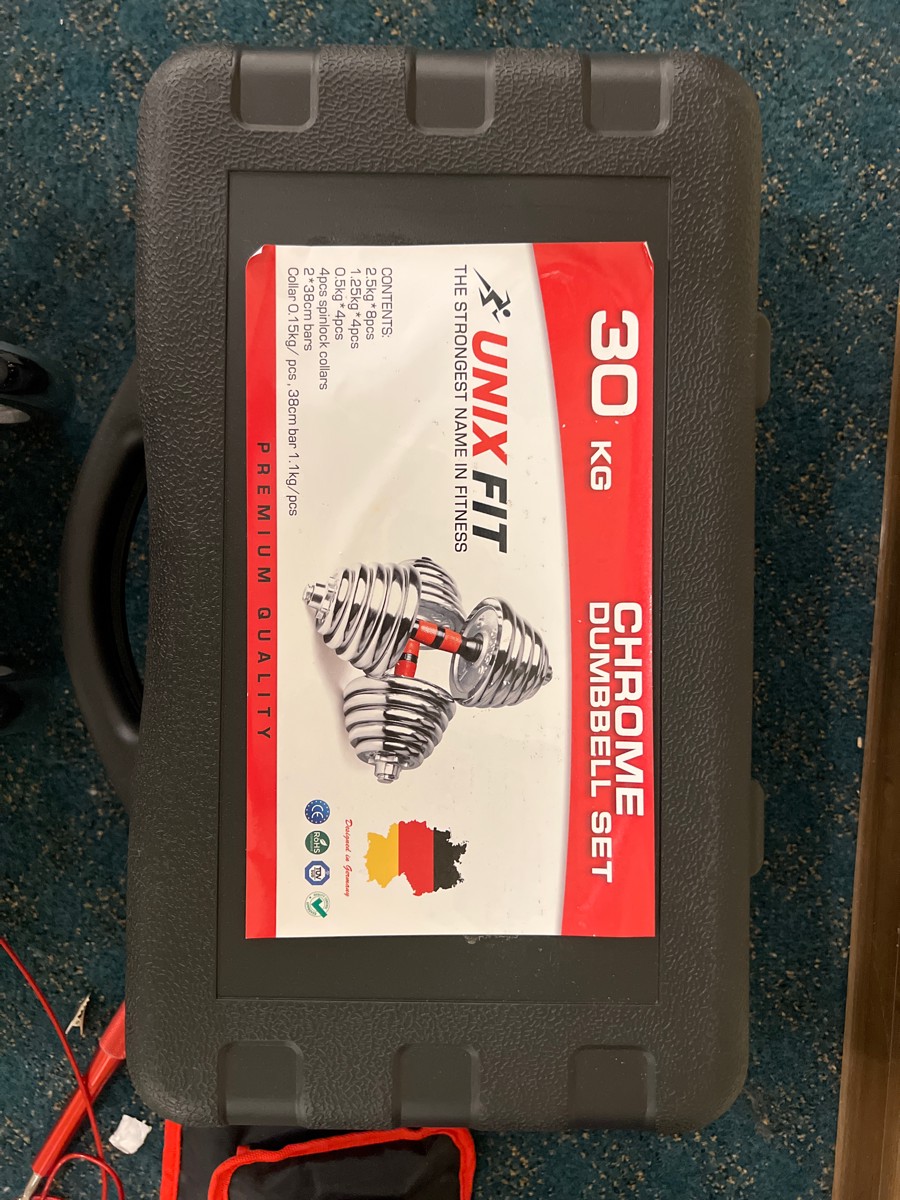 30 KG
CHROME
DUMBBELL SET
UNIX FIT
THE STRONGEST NAME IN FITNESS
CONTENTS:
2.5kg*8pcs
1.25kg*4pcs
0.5kg*4pcs
4pcs spinlock collars
2*38cm bars
Collar 0.15kg/ pcs , 38cm bar 1.1kg/pcs
Designed in Germany
CE
RoHS
PREMIUM QUALITY